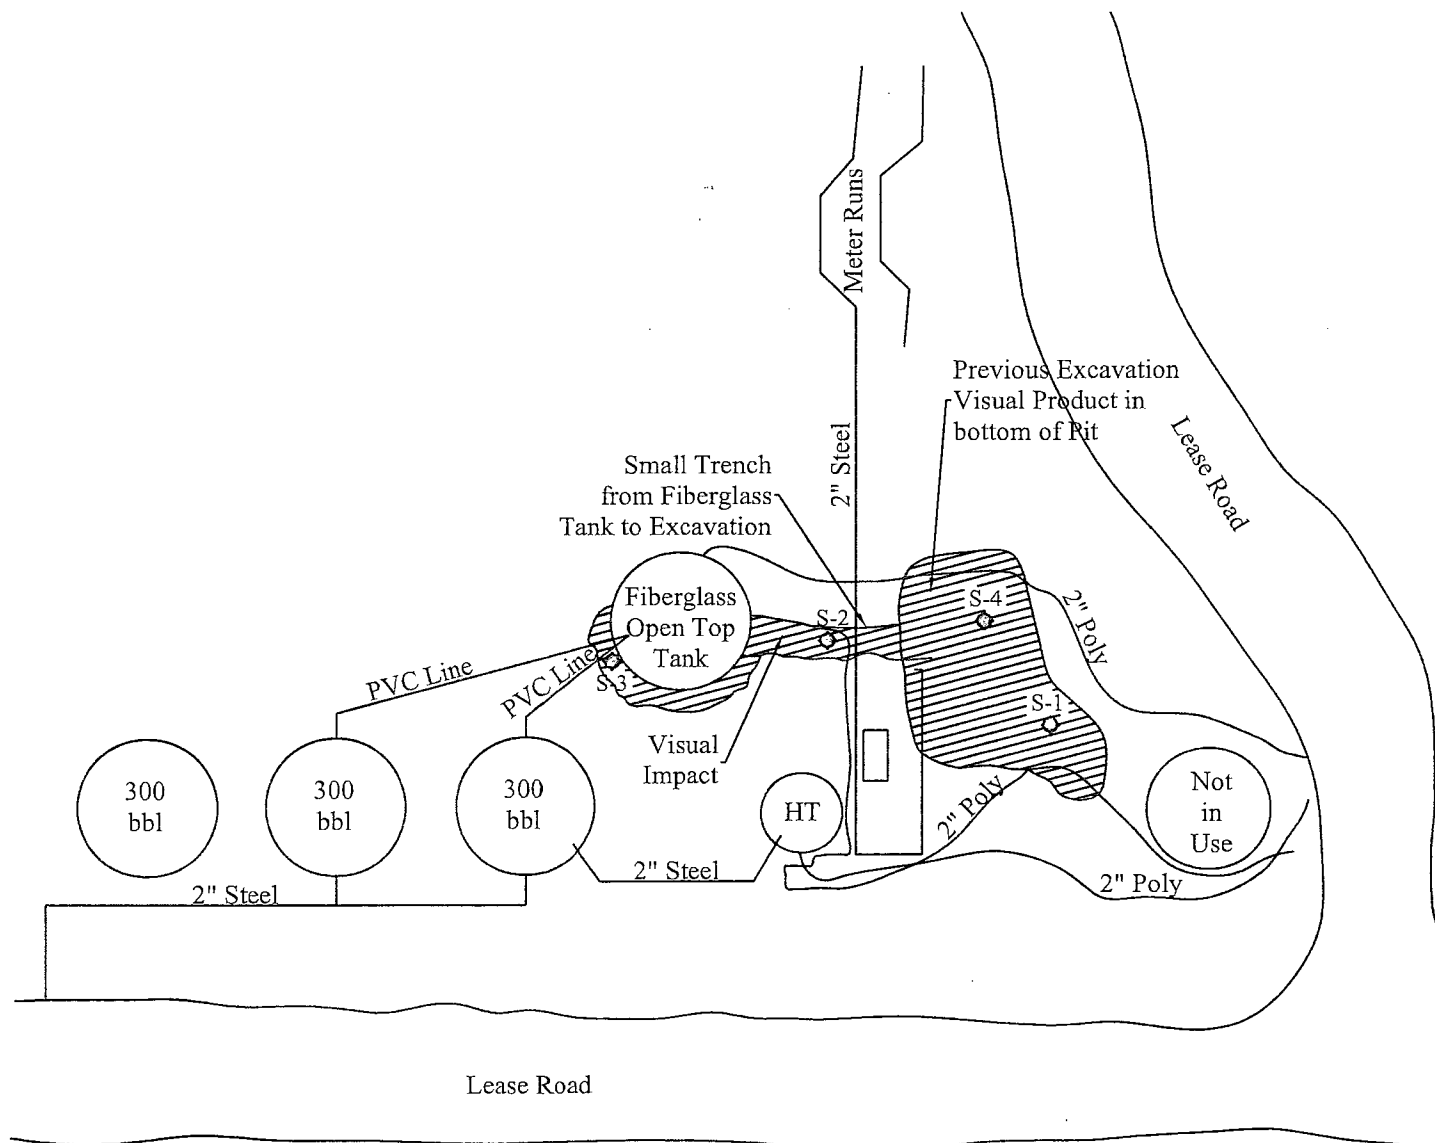 Meter Runs
Previous Excavation
Visual Product in
bottom of Pit
Lease Road
2" Steel
Small Trench
from Fiberglass
Tank to Excavation
Fiberglass
Open Top
Tank
S-2
S-4
2" Poly
S-3
PVC Line
PVC Line
S-1
Visual
Impact
300
bbl
300
bbl
300
bbl
HT
2" Poly
Not
in
Use
2" Steel
2" Steel
2" Poly
Lease Road